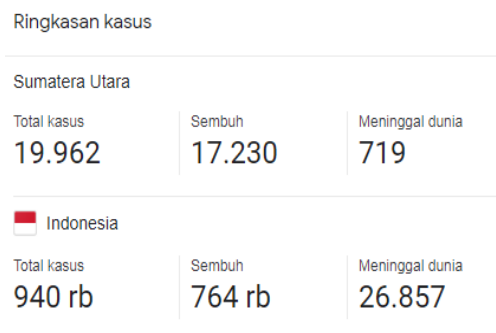 Ringkasan kasus
Sumatera Utara
Total kasus Sembuh Meninggal dunia
19.962 17.230 719
Indonesia
Total kasus Sembuh Meninggal dunia
940 rb 764 rb 26.857